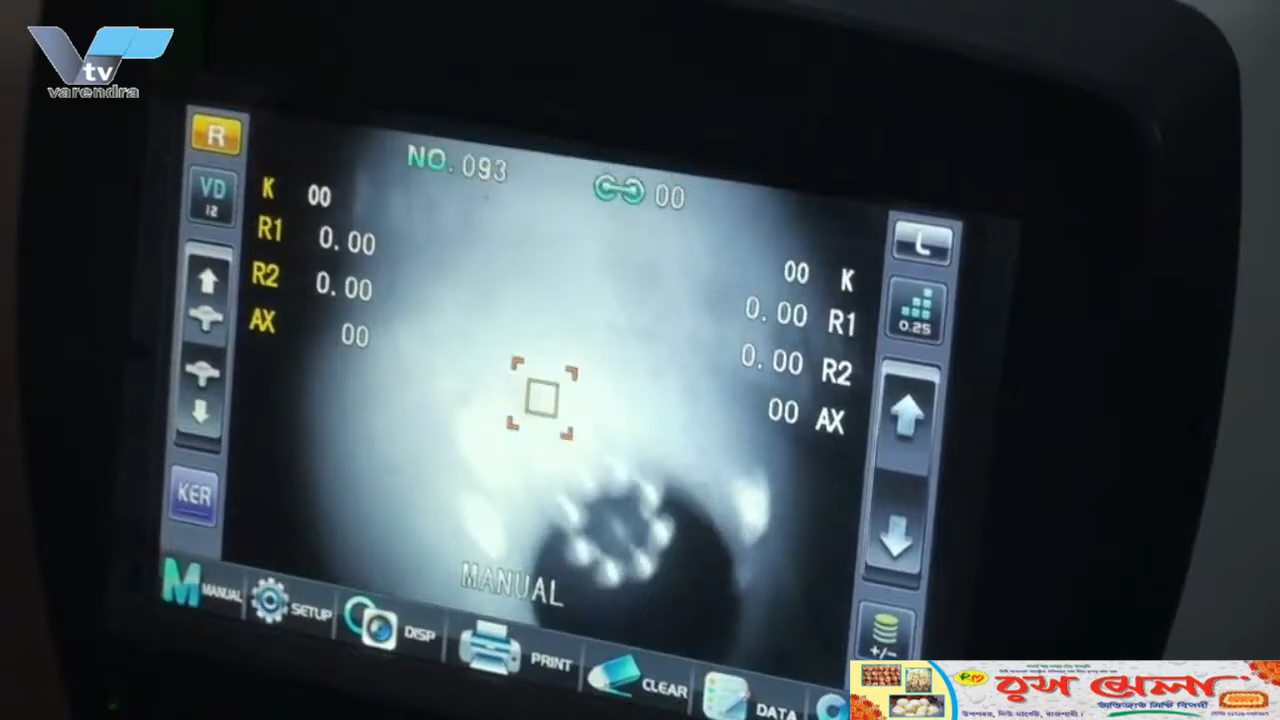 tv
varendra
R
NO. 093
00
VD
12
K 00
R1 0.00
R2 0.00
AX 00
L
00 K
0.00 R1
0.00 R2
00 AX
0.25
KER
MANUAL
+/-
MANUAL
SETUP
DISP
PRINT
CLEAR
DATA
RM